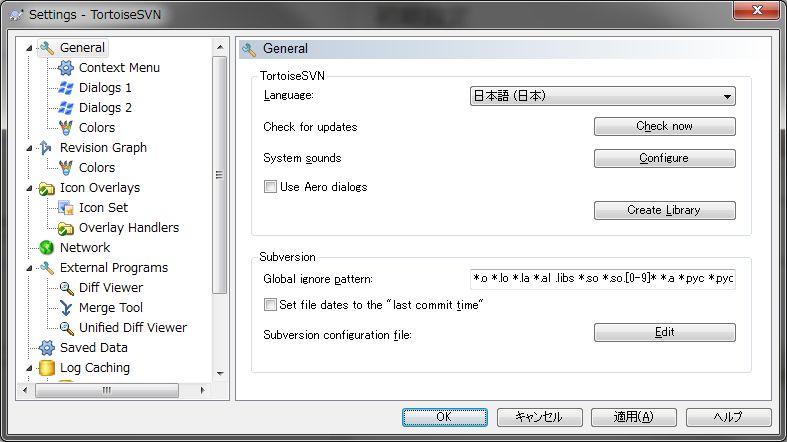 Settings - TortoiseSVN
General
Context Menu
Dialogs 1
Dialogs 2
Colors
Revision Graph
Colors
Icon Overlays
Icon Set
Overlay Handlers
Network
External Programs
Diff Viewer
Merge Tool
Unified Diff Viewer
Saved Data
Log Caching
General
TortoiseSVN
Language: 日本語 (日本)
Check for updates Check now
System sounds Configure
Use Aero dialogs
Create Library
Subversion
Global ignore pattern: *.o *.lo *.la *.al .libs *.so *.so.[0-9]* *.a *.pyc *.pyo
Set file dates to the "last commit time"
Subversion configuration file: Edit
OK キャンセル 適用(A) ヘルプ